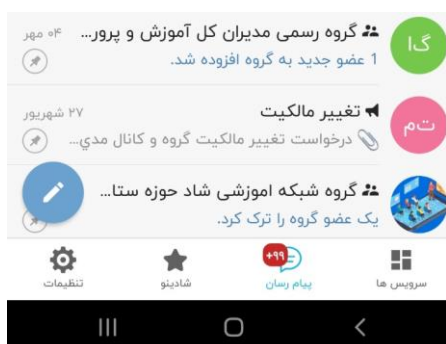 گروه رسمی مدیران کل آموزش و پرور... ۰۴ مهر
گ‌ا
1 عضو جدید به گروه افزوده شد.
تغییر مالکیت ۲۷ شهریور
ت‌م
درخواست تغییر مالکیت گروه و کانال مدي...
گروه شبکه اموزشی شاد حوزه ستا...
یک عضو گروه را ترک کرد.
+۹۹
سرویس ها پیام رسان شادینو تنظیمات